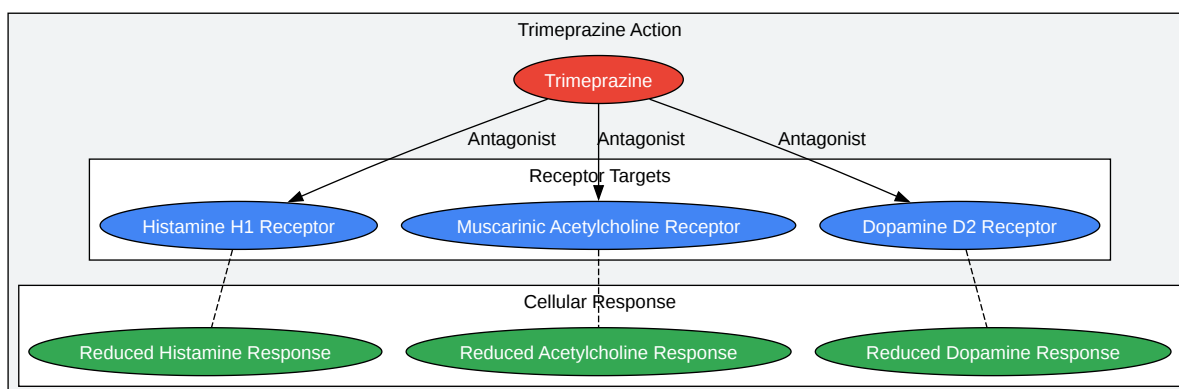 Trimeprazine Action
Trimeprazine
Antagonist
Antagonist
Antagonist
Receptor Targets
Histamine H1 Receptor
Muscarinic Acetylcholine Receptor
Dopamine D2 Receptor
Cellular Response
Reduced Histamine Response
Reduced Acetylcholine Response
Reduced Dopamine Response